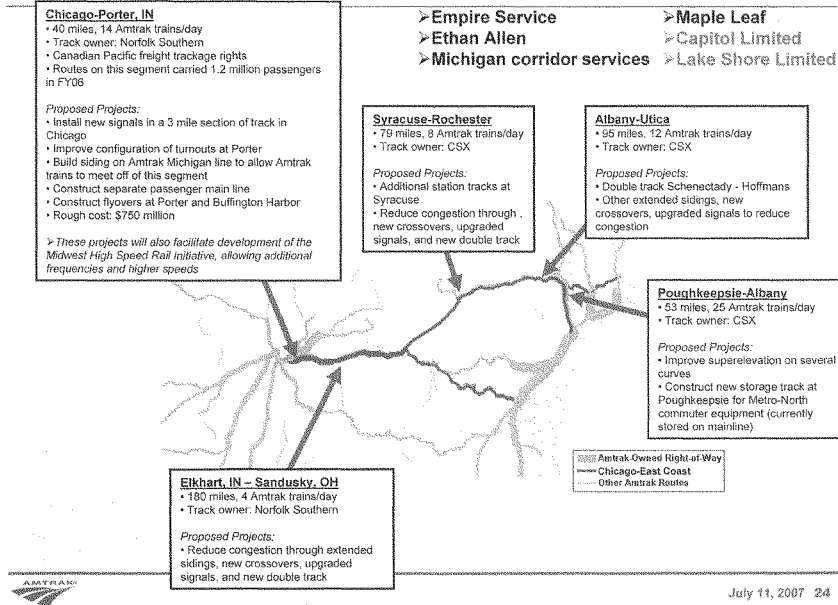 Chicago-Porter, IN
• 40 miles, 14 Amtrak trains/day
• Track owner: Norfolk Southern
• Canadian Pacific freight trackage rights
• Routes on this segment carried 1.2 million passengers
in FY06
Proposed Projects:
• Install new signals in a 3 mile section of track in
Chicago
• Improve configuration of turnouts at Porter
• Build siding on Amtrak Michigan line to allow Amtrak
trains to meet off of this segment
• Construct separate passenger main line
• Construct flyovers at Porter and Buffington Harbor
• Rough cost: $750 million
➢These projects will also facilitate development of the
Midwest High Speed Rail Initiative, allowing additional
frequencies and higher speeds
➢Empire Service
➢Ethan Allen
➢Michigan corridor services
➢Maple Leaf
➢Capitol Limited
➢Lake Shore Limited
Syracuse-Rochester
• 79 miles, 8 Amtrak trains/day
• Track owner: CSX
Proposed Projects:
• Additional station tracks at
Syracuse
• Reduce congestion through
new crossovers, upgraded
signals, and new double track
Albany-Utica
• 95 miles, 12 Amtrak trains/day
• Track owner: CSX
Proposed Projects:
• Double track Schenectady - Hoffmans
• Other extended sidings, new
crossovers, upgraded signals to reduce
congestion
Poughkeepsie-Albany
• 53 miles, 25 Amtrak trains/day
• Track owner: CSX
Proposed Projects:
• Improve superelevation on several
curves
• Construct new storage track at
Poughkeepsie for Metro-North
commuter equipment (currently
stored on mainline)
Amtrak-Owned Right-of-Way
Chicago-East Coast
Other Amtrak Routes
Elkhart, IN – Sandusky, OH
• 180 miles, 4 Amtrak trains/day
• Track owner: Norfolk Southern
Proposed Projects:
• Reduce congestion through extended
sidings, new crossovers, upgraded
signals, and new double track
AMTRAK
July 11, 2007 24